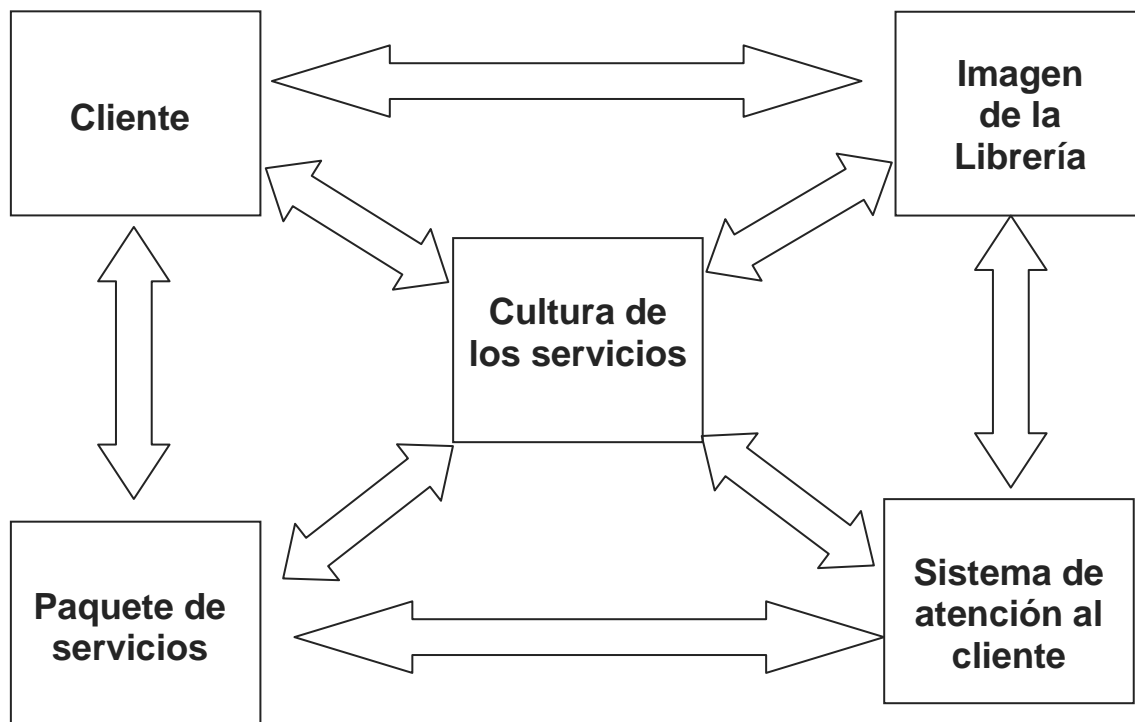 Cliente
Imagen
de la
Librería
Cultura de
los servicios
Paquete de
servicios
Sistema de
atención al
cliente